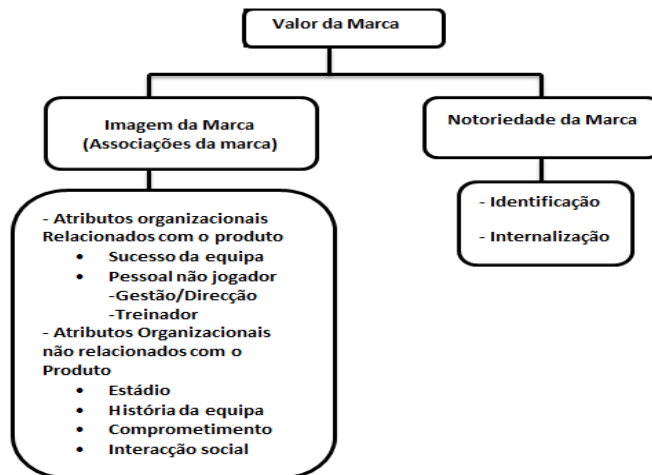 Valor da Marca
Imagem da Marca
(Associações da marca)
- Atributos organizacionais
Relacionados com o produto
• Sucesso da equipa
• Pessoal não jogador
-Gestão/Direcção
-Treinador
- Atributos Organizacionais
não relacionados com o
Produto
• Estádio
• História da equipa
• Comprometimento
• Interacção social
Notoriedade da Marca
- Identificação
- Internalização